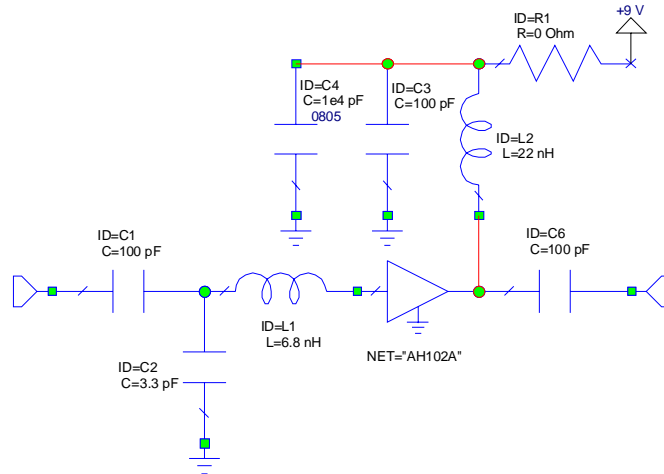 +9 V
ID=R1
R=0 Ohm
ID=C4
C=1e4 pF
0805
ID=C3
C=100 pF
ID=L2
L=22 nH
ID=C1
C=100 pF
ID=C6
C=100 pF
ID=L1
L=6.8 nH
NET="AH102A"
ID=C2
C=3.3 pF